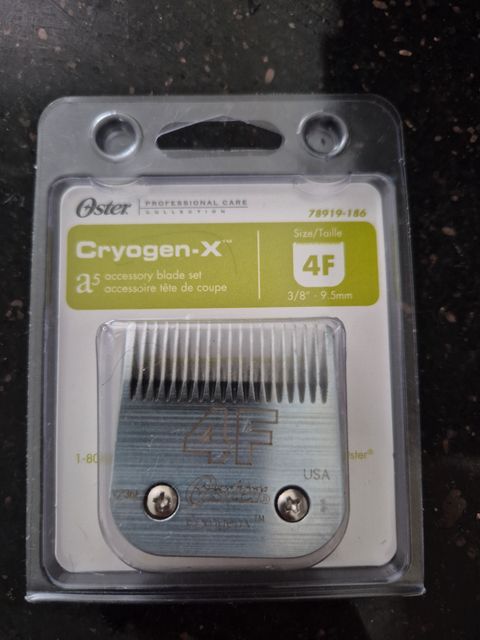 Oster
PROFESSIONAL CARE
COLLECTION
78919-186
Cryogen-X™
a5 accessory blade set
accessoire tête de coupe
Size/Taille
4F
3/8" - 9.5mm
4F
USA